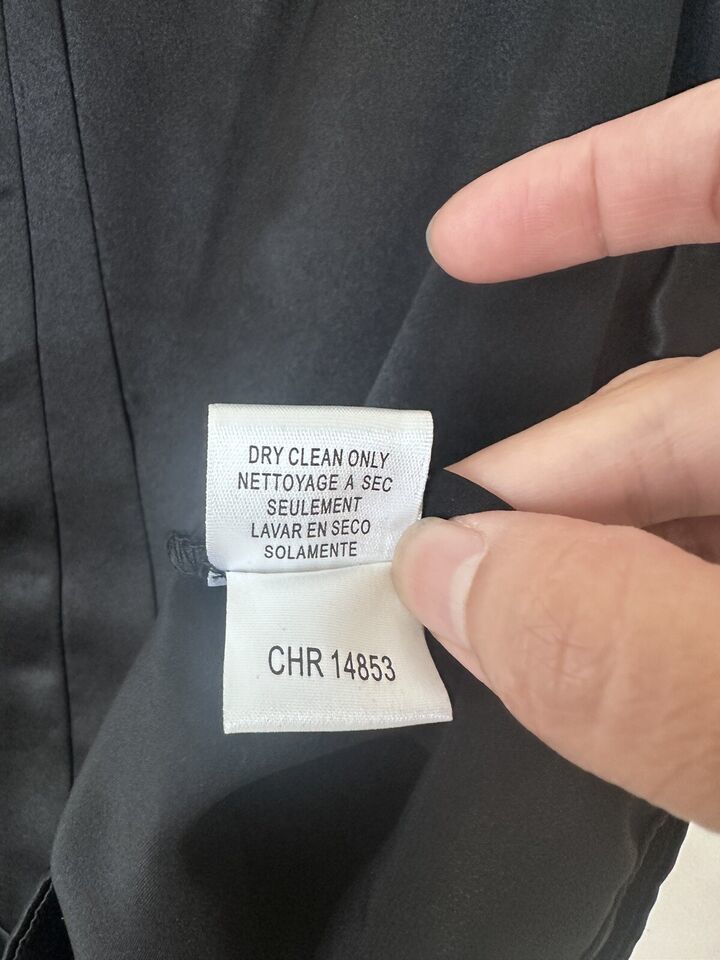 DRY CLEAN ONLY
NETTOYAGE A SEC
SEULEMENT
LAVAR EN SECO
SOLAMENTE
CHR 14853